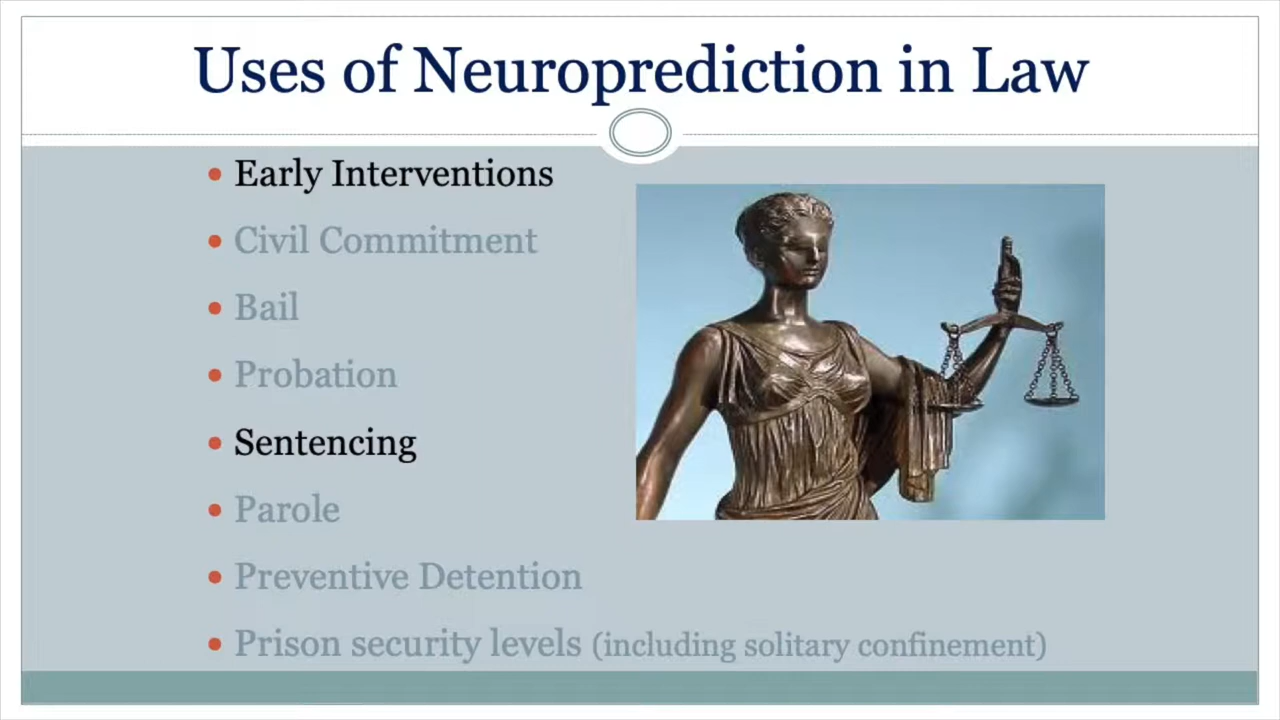 Uses of Neuroprediction in Law
• Early Interventions
• Civil Commitment
• Bail
• Probation
• Sentencing
• Parole
• Preventive Detention
• Prison security levels (including solitary confinement)